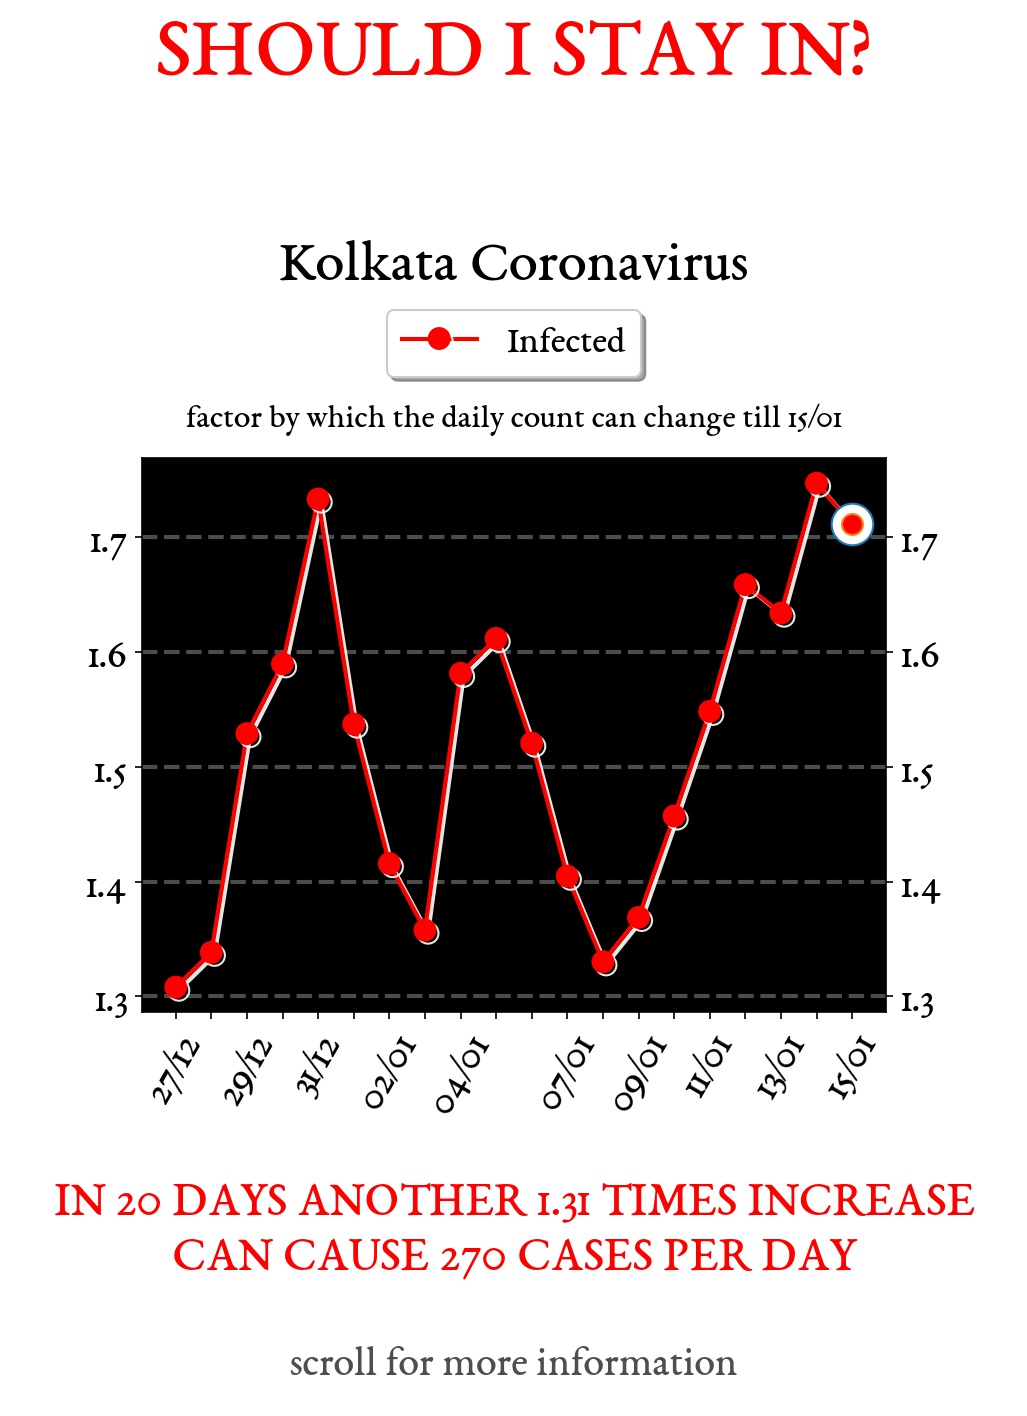 SHOULD I STAY IN?
Kolkata Coronavirus
Infected
factor by which the daily count can change till 15/01
1.7 1.7
1.6 1.6
1.5 1.5
1.4 1.4
1.3 1.3
27/12 29/12 31/12 02/01 04/01 07/01 09/01 11/01 13/01 15/01
IN 20 DAYS ANOTHER 1.31 TIMES INCREASE
CAN CAUSE 270 CASES PER DAY
scroll for more information